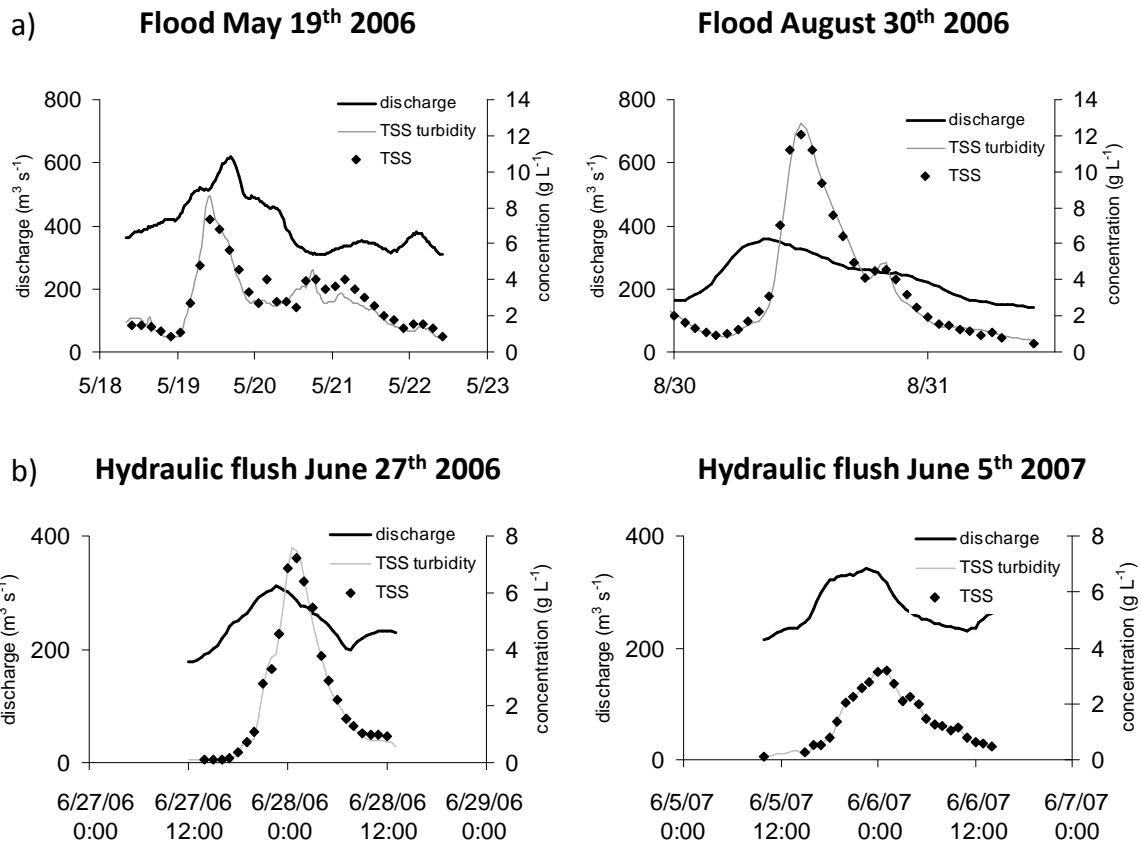 a)
Flood May 19th 2006
Flood August 30th 2006
800
600
400
200
0
discharge (m³ s⁻¹)
14
12
10
8
6
4
2
0
concentrtion (g L⁻¹)
discharge
TSS turbidity
TSS
5/18
5/19
5/20
5/21
5/22
5/23
800
600
400
200
0
discharge (m³ s⁻¹)
14
12
10
8
6
4
2
0
concentration (g L⁻¹)
discharge
TSS turbidity
TSS
8/30
8/31
b)
Hydraulic flush June 27th 2006
Hydraulic flush June 5th 2007
400
200
0
discharge (m³ s⁻¹)
8
6
4
2
0
concentration (g L⁻¹)
discharge
TSS turbidity
TSS
6/27/06 6/27/06 6/28/06 6/28/06 6/29/06
0:00 12:00 0:00 12:00 0:00
400
200
0
discharge (m³ s⁻¹)
8
6
4
2
0
concentration (g L⁻¹)
discharge
TSS turbidity
TSS
6/5/07 6/5/07 6/6/07 6/6/07 6/7/07
0:00 12:00 0:00 12:00 0:00